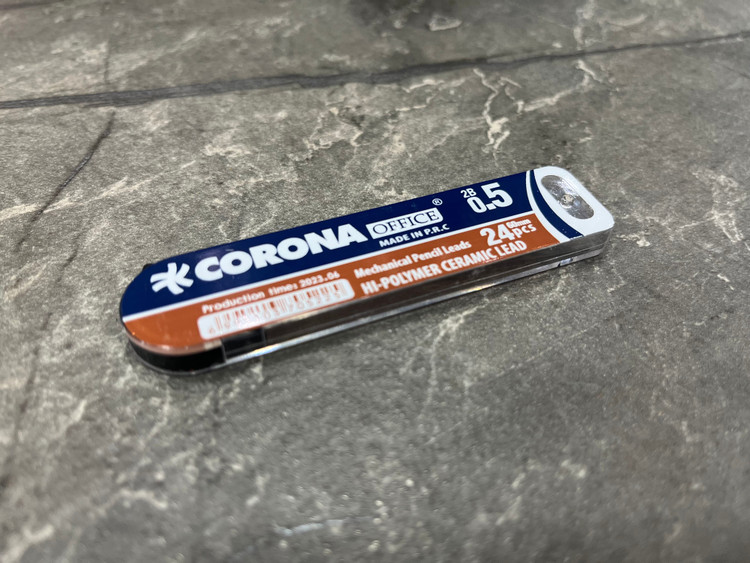 CORONA OFFICE®
MADE IN P.R.C
2B
0.5
Production time: 2023.06
Mechanical Pencil Leads
24 60mm PCS
HI-POLYMER CERAMIC LEAD